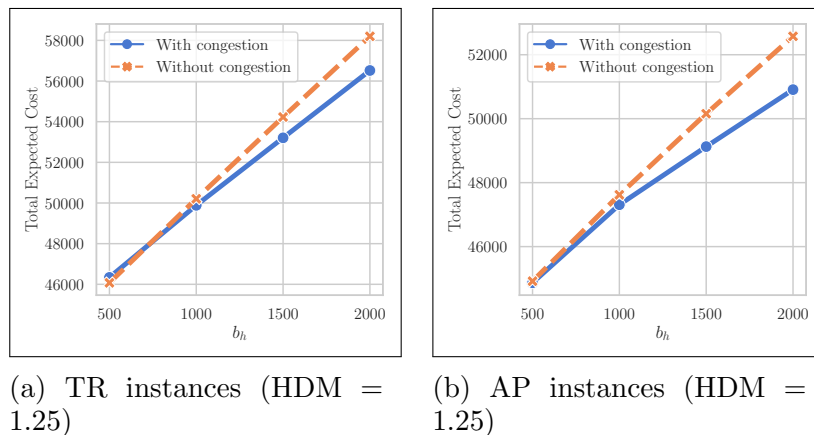 58000
56000
54000
52000
50000
48000
46000
Total Expected Cost
With congestion
Without congestion
500 1000 1500 2000
b_h
52000
50000
48000
46000
Total Expected Cost
With congestion
Without congestion
500 1000 1500 2000
b_h
(a) TR instances (HDM =
1.25)
(b) AP instances (HDM =
1.25)